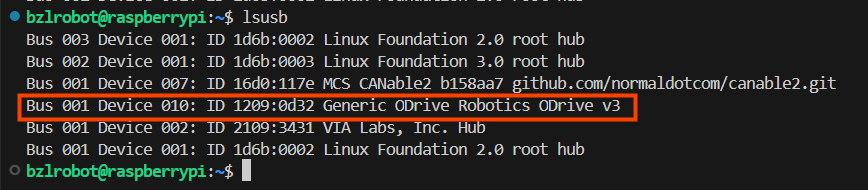 bzlrobot@raspberrypi:~$ lsusb
Bus 003 Device 001: ID 1d6b:0002 Linux Foundation 2.0 root hub
Bus 002 Device 001: ID 1d6b:0003 Linux Foundation 3.0 root hub
Bus 001 Device 007: ID 16d0:117e MCS CANable2 b158aa7 github.com/normaldotcom/canable2.git
Bus 001 Device 010: ID 1209:0d32 Generic ODrive Robotics ODrive v3
Bus 001 Device 002: ID 2109:3431 VIA Labs, Inc. Hub
Bus 001 Device 001: ID 1d6b:0002 Linux Foundation 2.0 root hub
bzlrobot@raspberrypi:~$